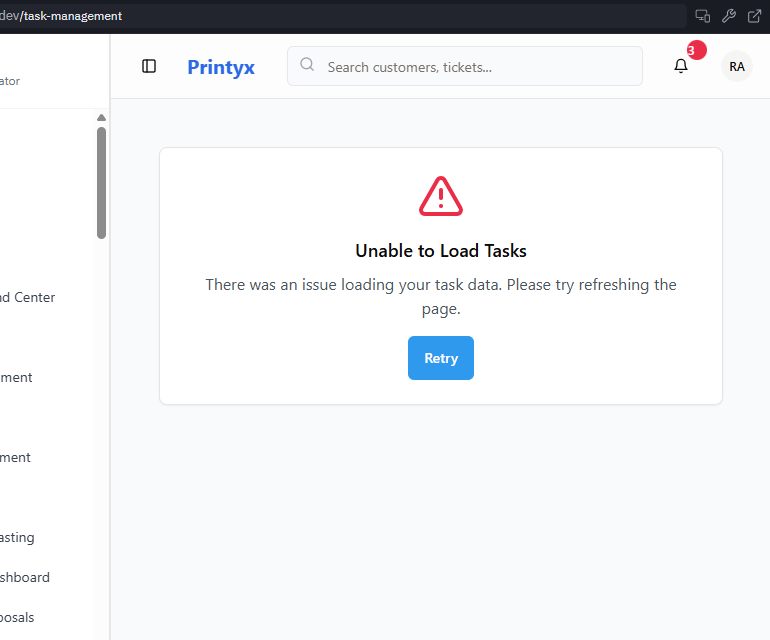 dev/task-management
Printyx
Search customers, tickets...
3
RA
ator
nd Center
ment
ment
asting
shboard
posals
Unable to Load Tasks
There was an issue loading your task data. Please try refreshing the
page.
Retry